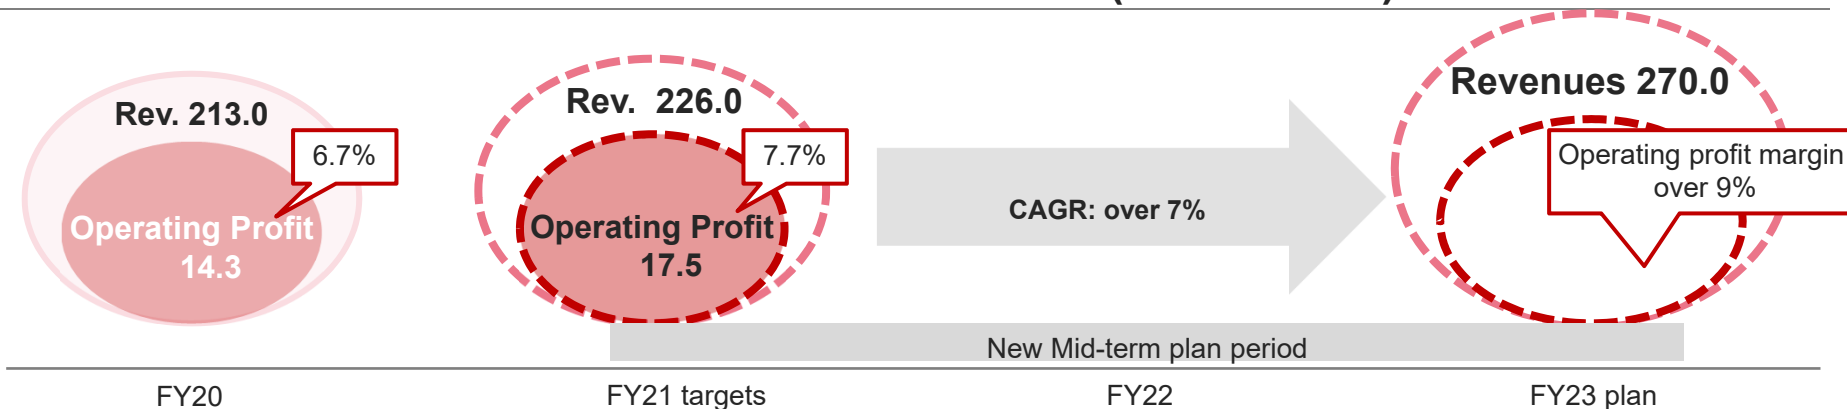 Rev. 213.0
6.7%
Operating Profit
14.3
Rev. 226.0
7.7%
Operating Profit
17.5
CAGR: over 7%
Revenues 270.0
Operating profit margin
over 9%
New Mid-term plan period
FY20
FY21 targets
FY22
FY23 plan